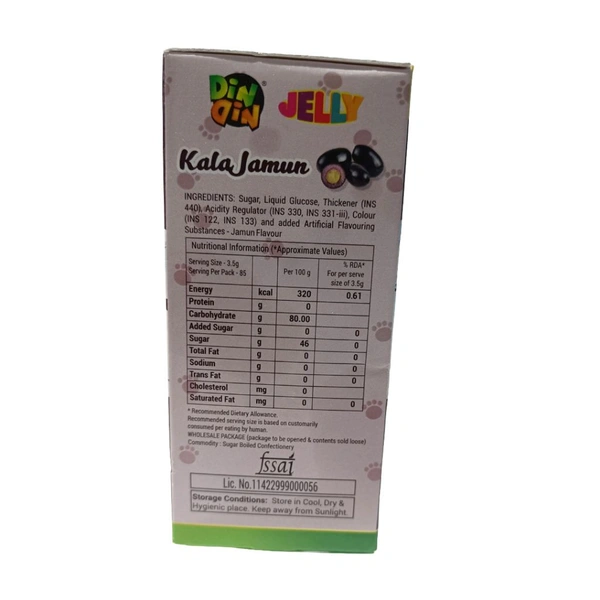 DiN
DiN
JELLY
Kala Jamun
INGREDIENTS: Sugar, Liquid Glucose, Thickener (INS
440), Acidity Regulator (INS 330, INS 331-iii), Colour
(INS 122, INS 133) and added Artificial Flavouring
Substances - Jamun Flavour
Nutritional Information (*Approximate Values)
Serving Size - 3.5g
Serving Per Pack - 85
Per 100 g
% RDA*
For per serve
size of 3.5g
Energy kcal 320 0.61
Protein g 0
Carbohydrate g 80.00
Added Sugar g 0 0
Sugar g 46 0
Total Fat g 0 0
Sodium g 0 0
Trans Fat g 0 0
Cholesterol mg 0
Saturated Fat mg 0 0
* Recommended Dietary Allowance.
Recommended serving size is based on customarily
consumed per eating by human.
WHOLESALE PACKAGE (package to be opened & contents sold loose)
Commodity : Sugar Boiled Confectionery
fssai
Lic. No.11422999000056
Storage Conditions: Store in Cool, Dry &
Hygienic place. Keep away from Sunlight.